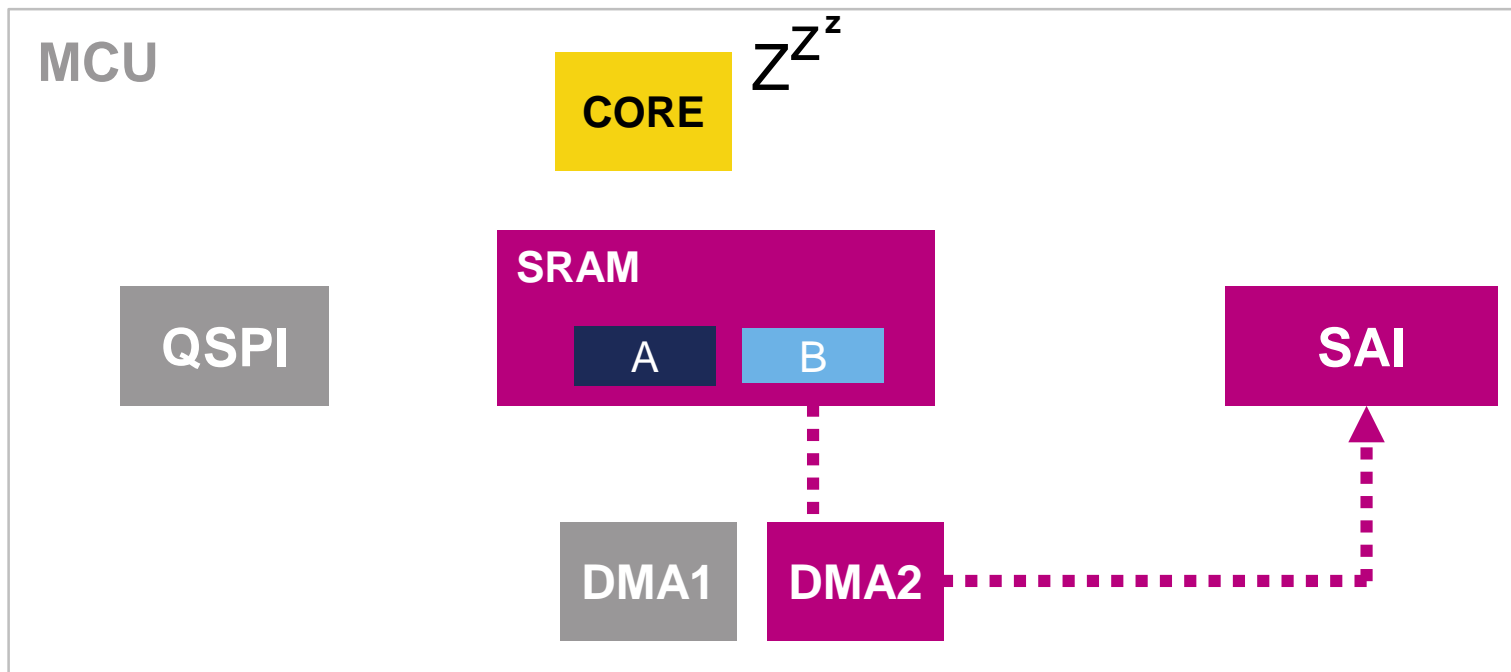 MCU
CORE
Zzz
SRAM
QSPI
A
B
SAI
DMA1
DMA2